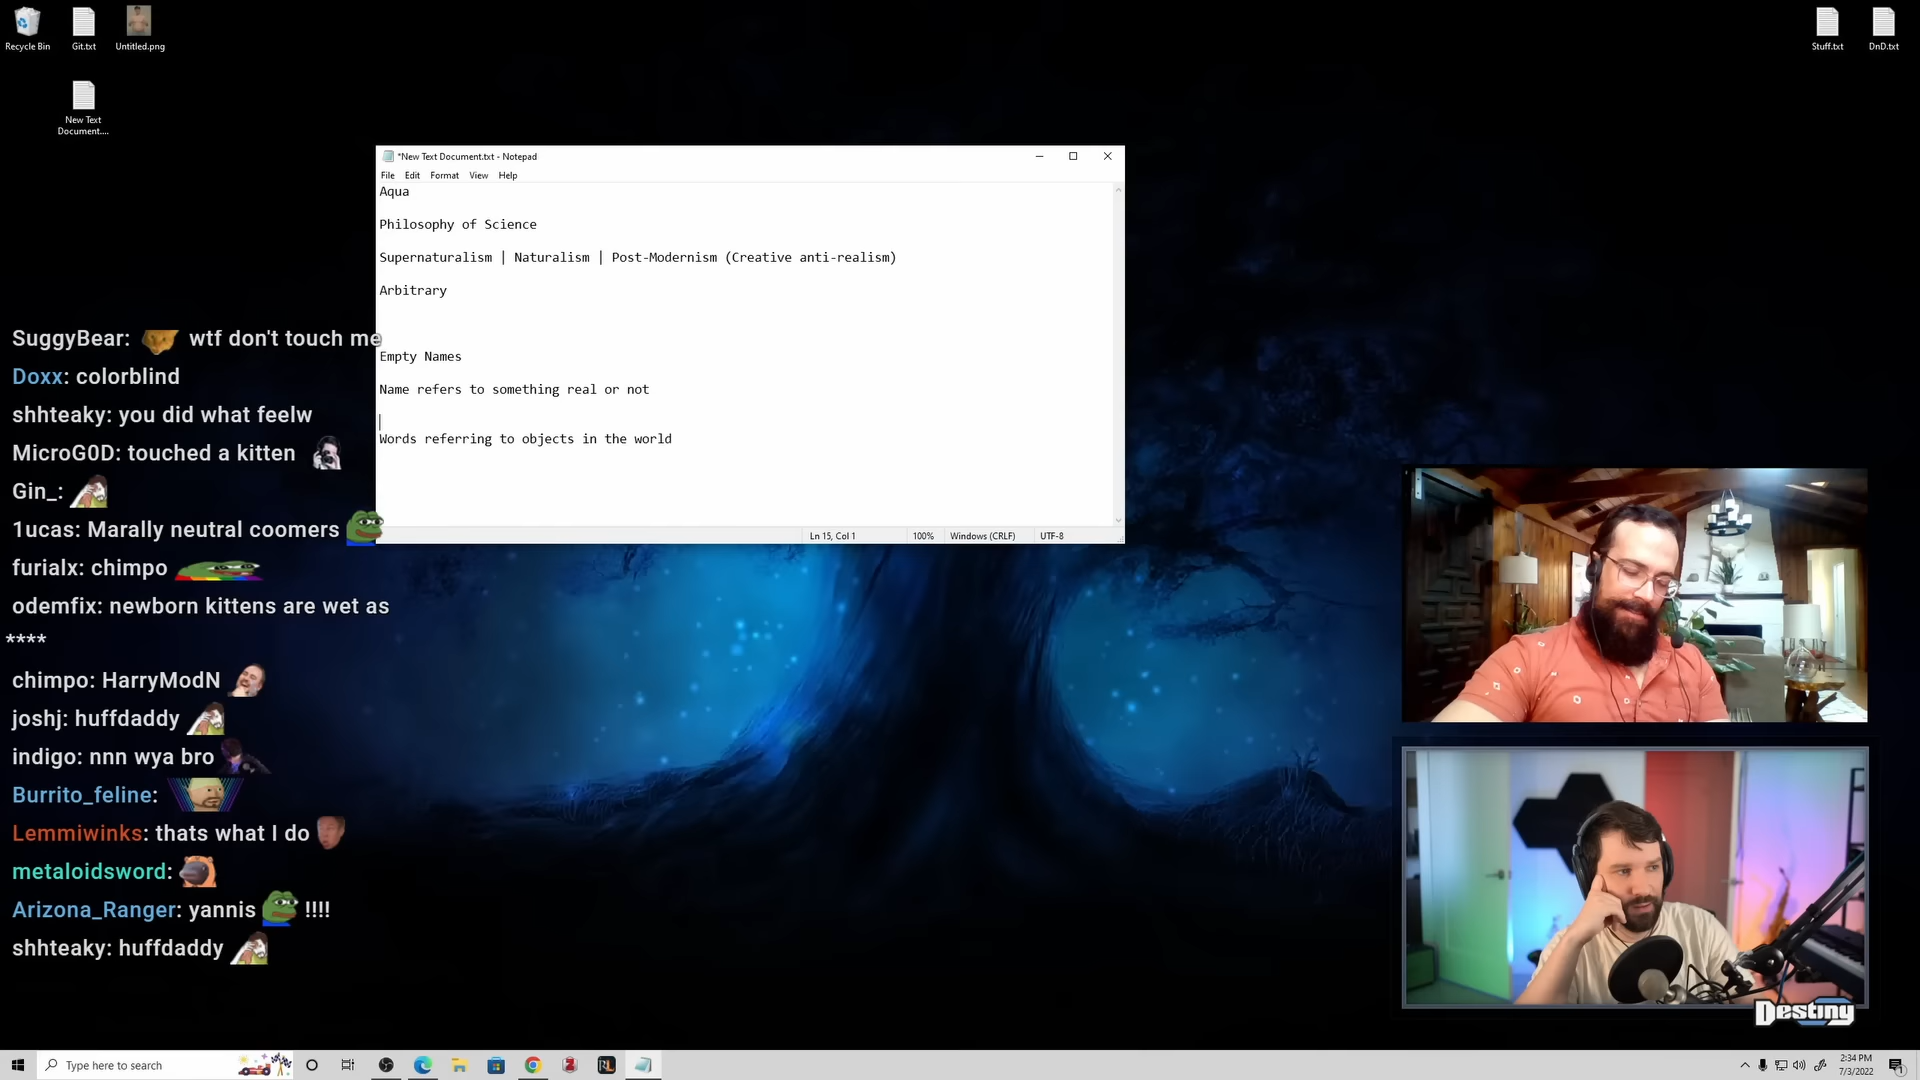 Recycle Bin
Git.txt
Untitled.png
New Text
Document....
Stuff.txt
DnD.txt
*New Text Document.txt - Notepad
File Edit Format View Help
Aqua
Philosophy of Science
Supernaturalism | Naturalism | Post-Modernism (Creative anti-realism)
Arbitrary
Empty Names
Name refers to something real or not
Words referring to objects in the world
Ln 15, Col 1 100% Windows (CRLF) UTF-8
SuggyBear: wtf don't touch me
Doxx: colorblind
shhteaky: you did what feelw
MicroG0D: touched a kitten
Gin_:
1ucas: Marally neutral coomers
furialx: chimpo
odemfix: newborn kittens are wet as
****
chimpo: HarryModN
joshj: huffdaddy
indigo: nnn wya bro
Burrito_feline:
Lemmiwinks: thats what I do
metaloidsword:
Arizona_Ranger: yannis !!!!
shhteaky: huffdaddy
Destiny
Type here to search
2:34 PM
7/3/2022